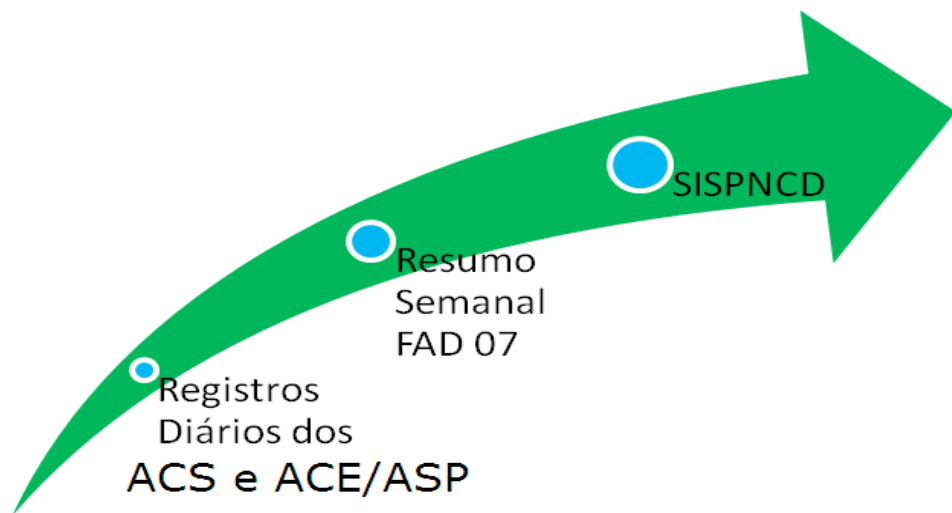 Registros
Diários dos
ACS e ACE/ASP
Resumo
Semanal
FAD 07
SISPNCD